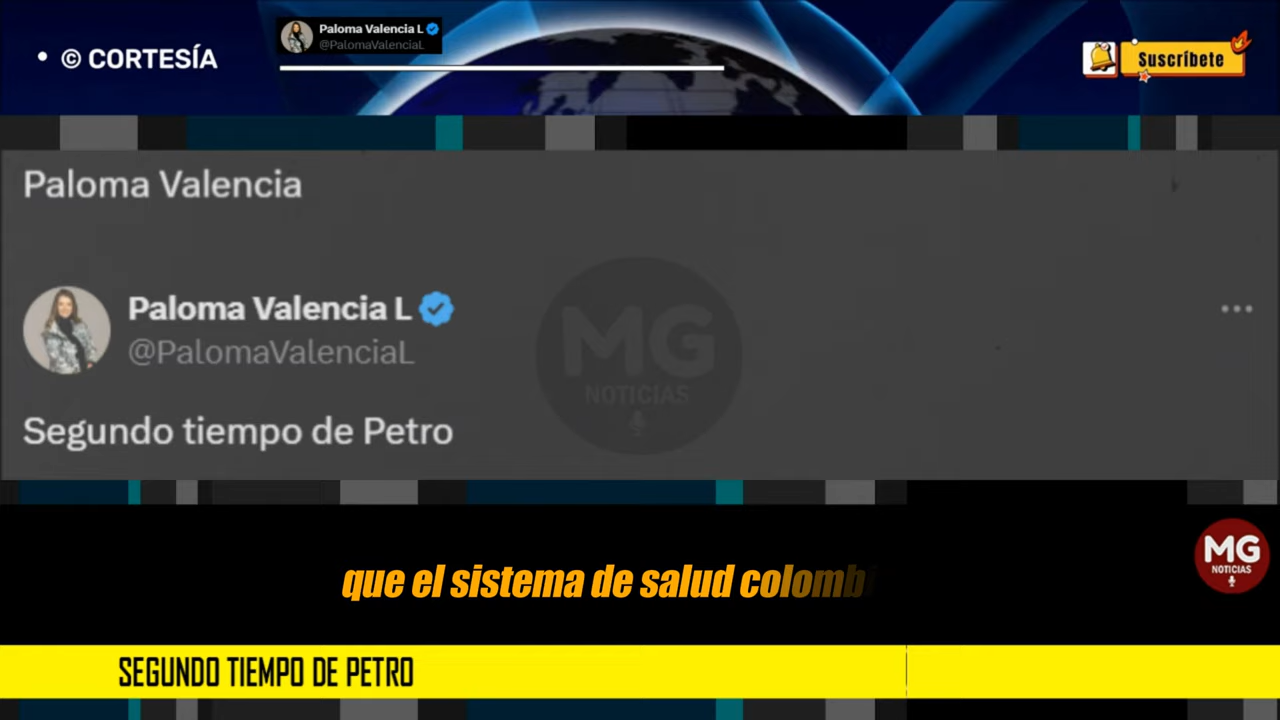 • © CORTESÍA
Paloma Valencia L
@PalomaValenciaL
Suscríbete
Paloma Valencia
Paloma Valencia L
@PalomaValenciaL
Segundo tiempo de Petro
MG
NOTICIAS
que el sistema de salud colombi
MG
NOTICIAS
SEGUNDO TIEMPO DE PETRO